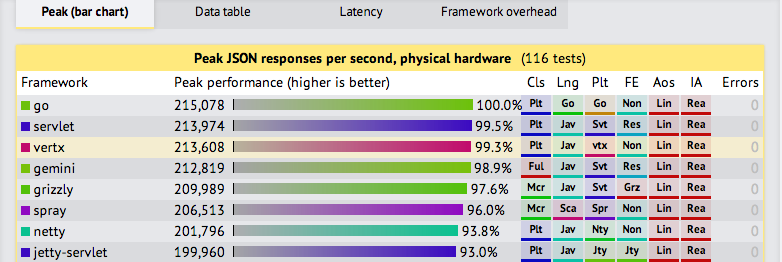 Peak (bar chart) Data table Latency Framework overhead
Peak JSON responses per second, physical hardware (116 tests)
Framework Peak performance (higher is better) Cls Lng Plt FE Aos IA Errors
go 215,078 100.0% Plt Go Go Non Lin Rea 0
servlet 213,974 99.5% Plt Jav Svt Res Lin Rea 0
vertx 213,608 99.3% Plt Jav vtx Non Lin Rea 0
gemini 212,819 98.9% Ful Jav Svt Res Lin Rea 0
grizzly 209,989 97.6% Mcr Jav Svt Grz Lin Rea 0
spray 206,513 96.0% Mcr Sca Spr Non Lin Rea 0
netty 201,796 93.8% Plt Jav Nty Non Lin Rea 0
jetty-servlet 199,960 93.0% Plt Jav Jty Jty Lin Rea 0